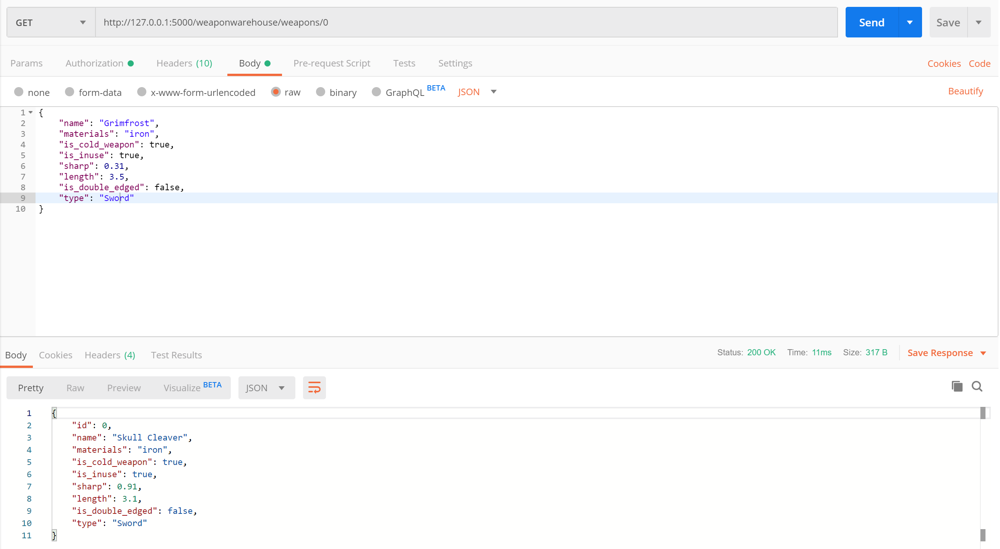 GET http://127.0.0.1:5000/weaponwarehouse/weapons/0 Send Save
Params Authorization Headers (10) Body Pre-request Script Tests Settings Cookies Code
none form-data x-www-form-urlencoded raw binary GraphQL BETA JSON Beautify
1 {
2 "name": "Grimfrost",
3 "materials": "iron",
4 "is_cold_weapon": true,
5 "is_inuse": true,
6 "sharp": 0.31,
7 "length": 3.5,
8 "is_double_edged": false,
9 "type": "Sword"
10 }
Body Cookies Headers (4) Test Results Status: 200 OK Time: 11ms Size: 317 B Save Response
Pretty Raw Preview Visualize BETA JSON
1 {
2 "id": 0,
3 "name": "Skull Cleaver",
4 "materials": "iron",
5 "is_cold_weapon": true,
6 "is_inuse": true,
7 "sharp": 0.91,
8 "length": 3.1,
9 "is_double_edged": false,
10 "type": "Sword"
11 }